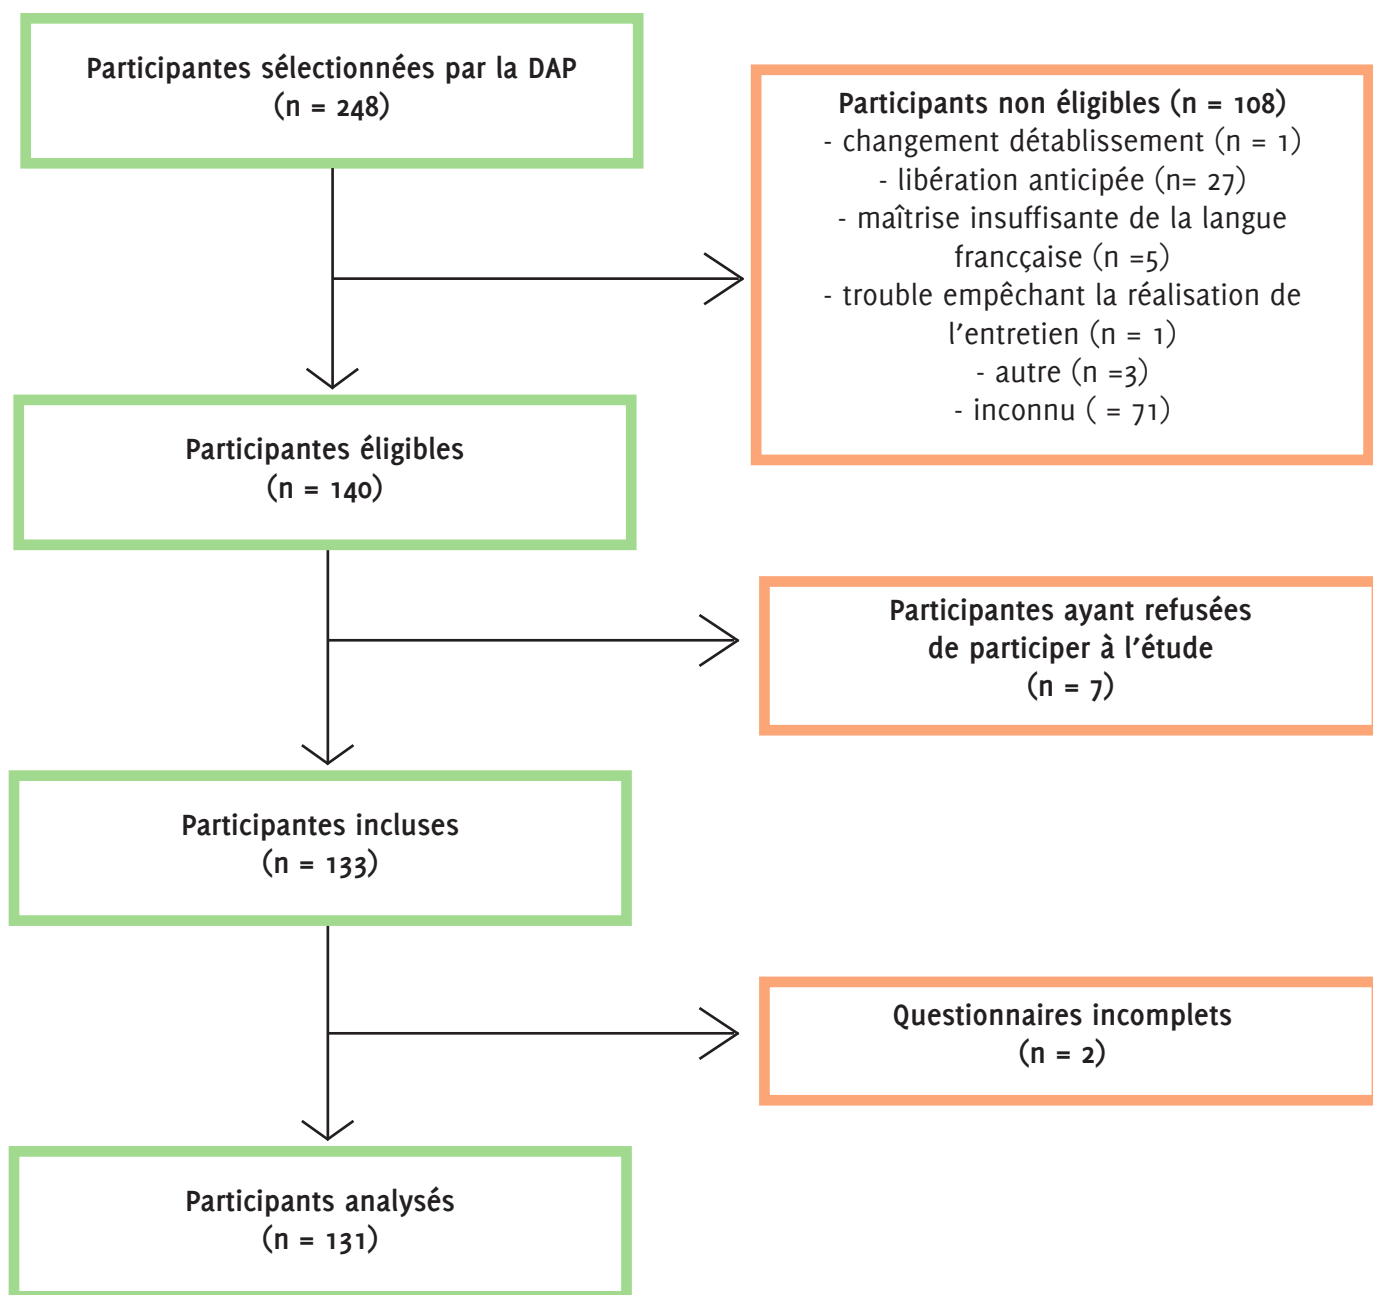 Participantes sélectionnées par la DAP
(n = 248)
Participants non éligibles (n = 108)
- changement détablissement (n = 1)
- libération anticipée (n= 27)
- maîtrise insuffisante de la langue
francçaise (n =5)
- trouble empêchant la réalisation de
l'entretien (n = 1)
- autre (n =3)
- inconnu ( = 71)
Participantes éligibles
(n = 140)
Participantes ayant refusées
de participer à l'étude
(n = 7)
Participantes incluses
(n = 133)
Questionnaires incomplets
(n = 2)
Participants analysés
(n = 131)